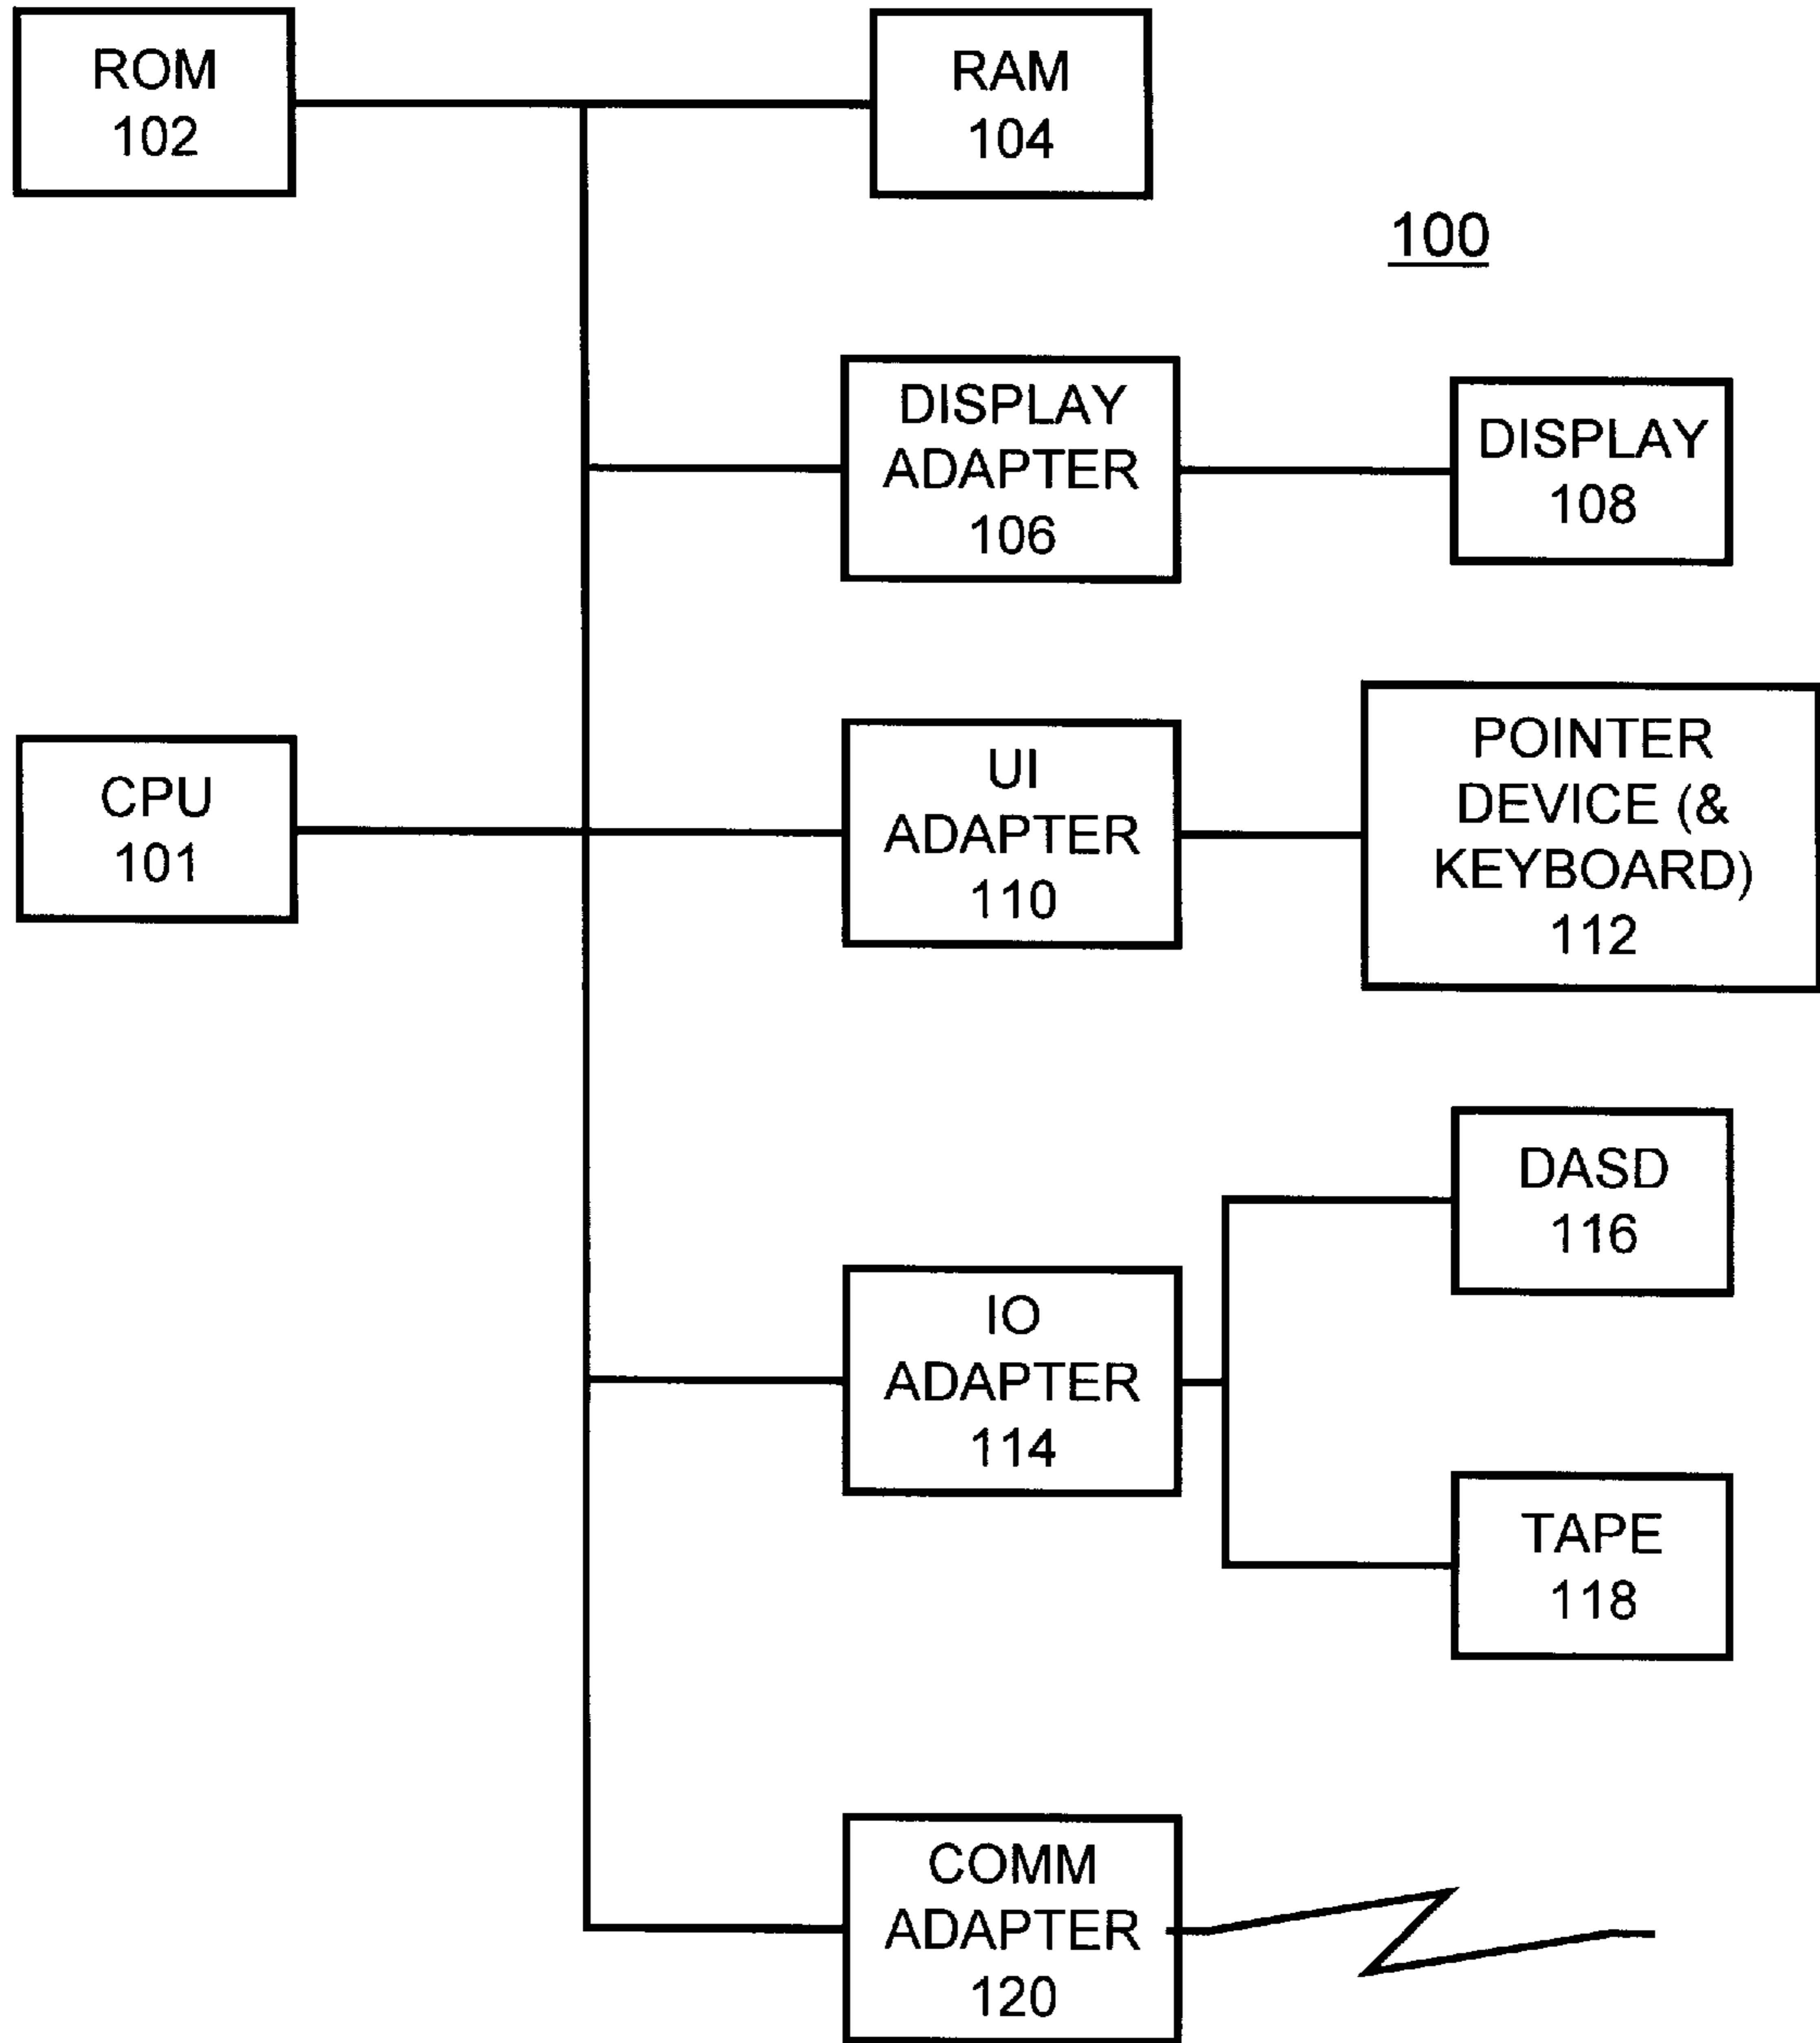 ROM
102
RAM
104
100
DISPLAY
ADAPTER
106
DISPLAY
108
CPU
101
UI
ADAPTER
110
POINTER
DEVICE (&
KEYBOARD)
112
DASD
116
IO
ADAPTER
114
TAPE
118
COMM
ADAPTER
120